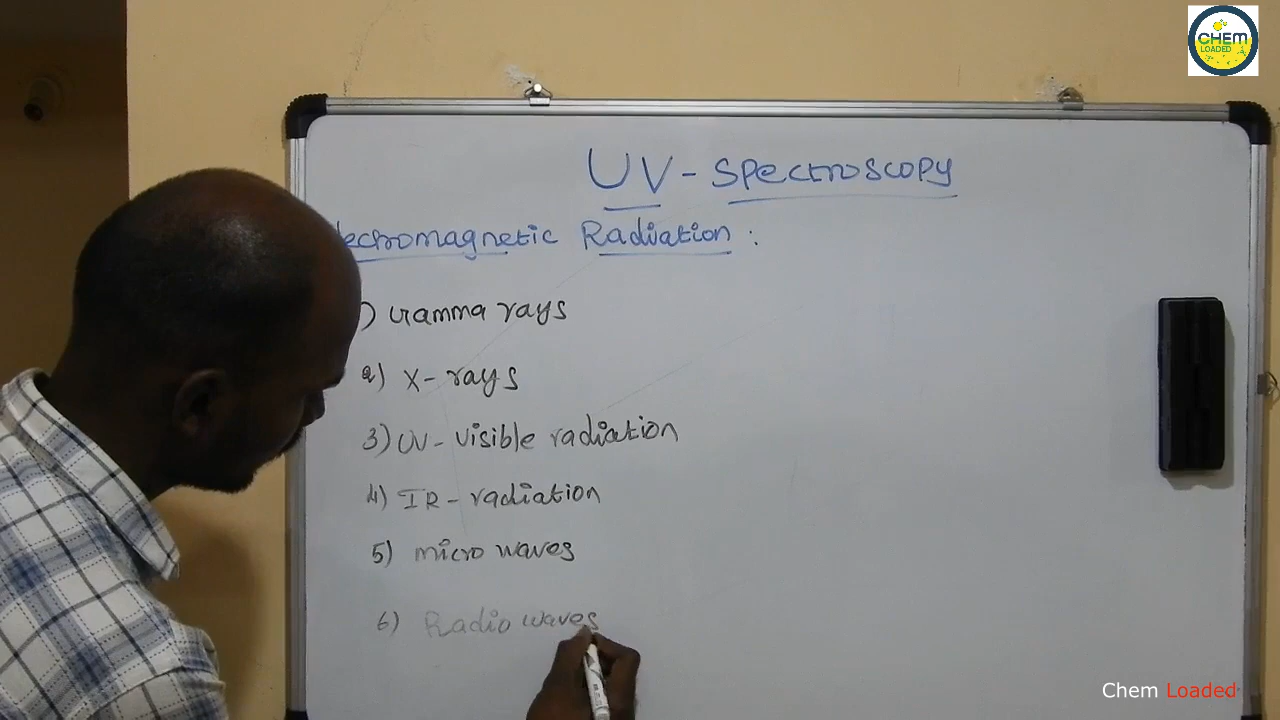 CHEM
LOADED
UV - SPECTROSCOPY
lectromagnetic Radiation :
) Gamma rays
2) X- rays
3) UV - visible radiation
4) IR - radiation
5) micro waves
6) Radio waves
Chem Loaded